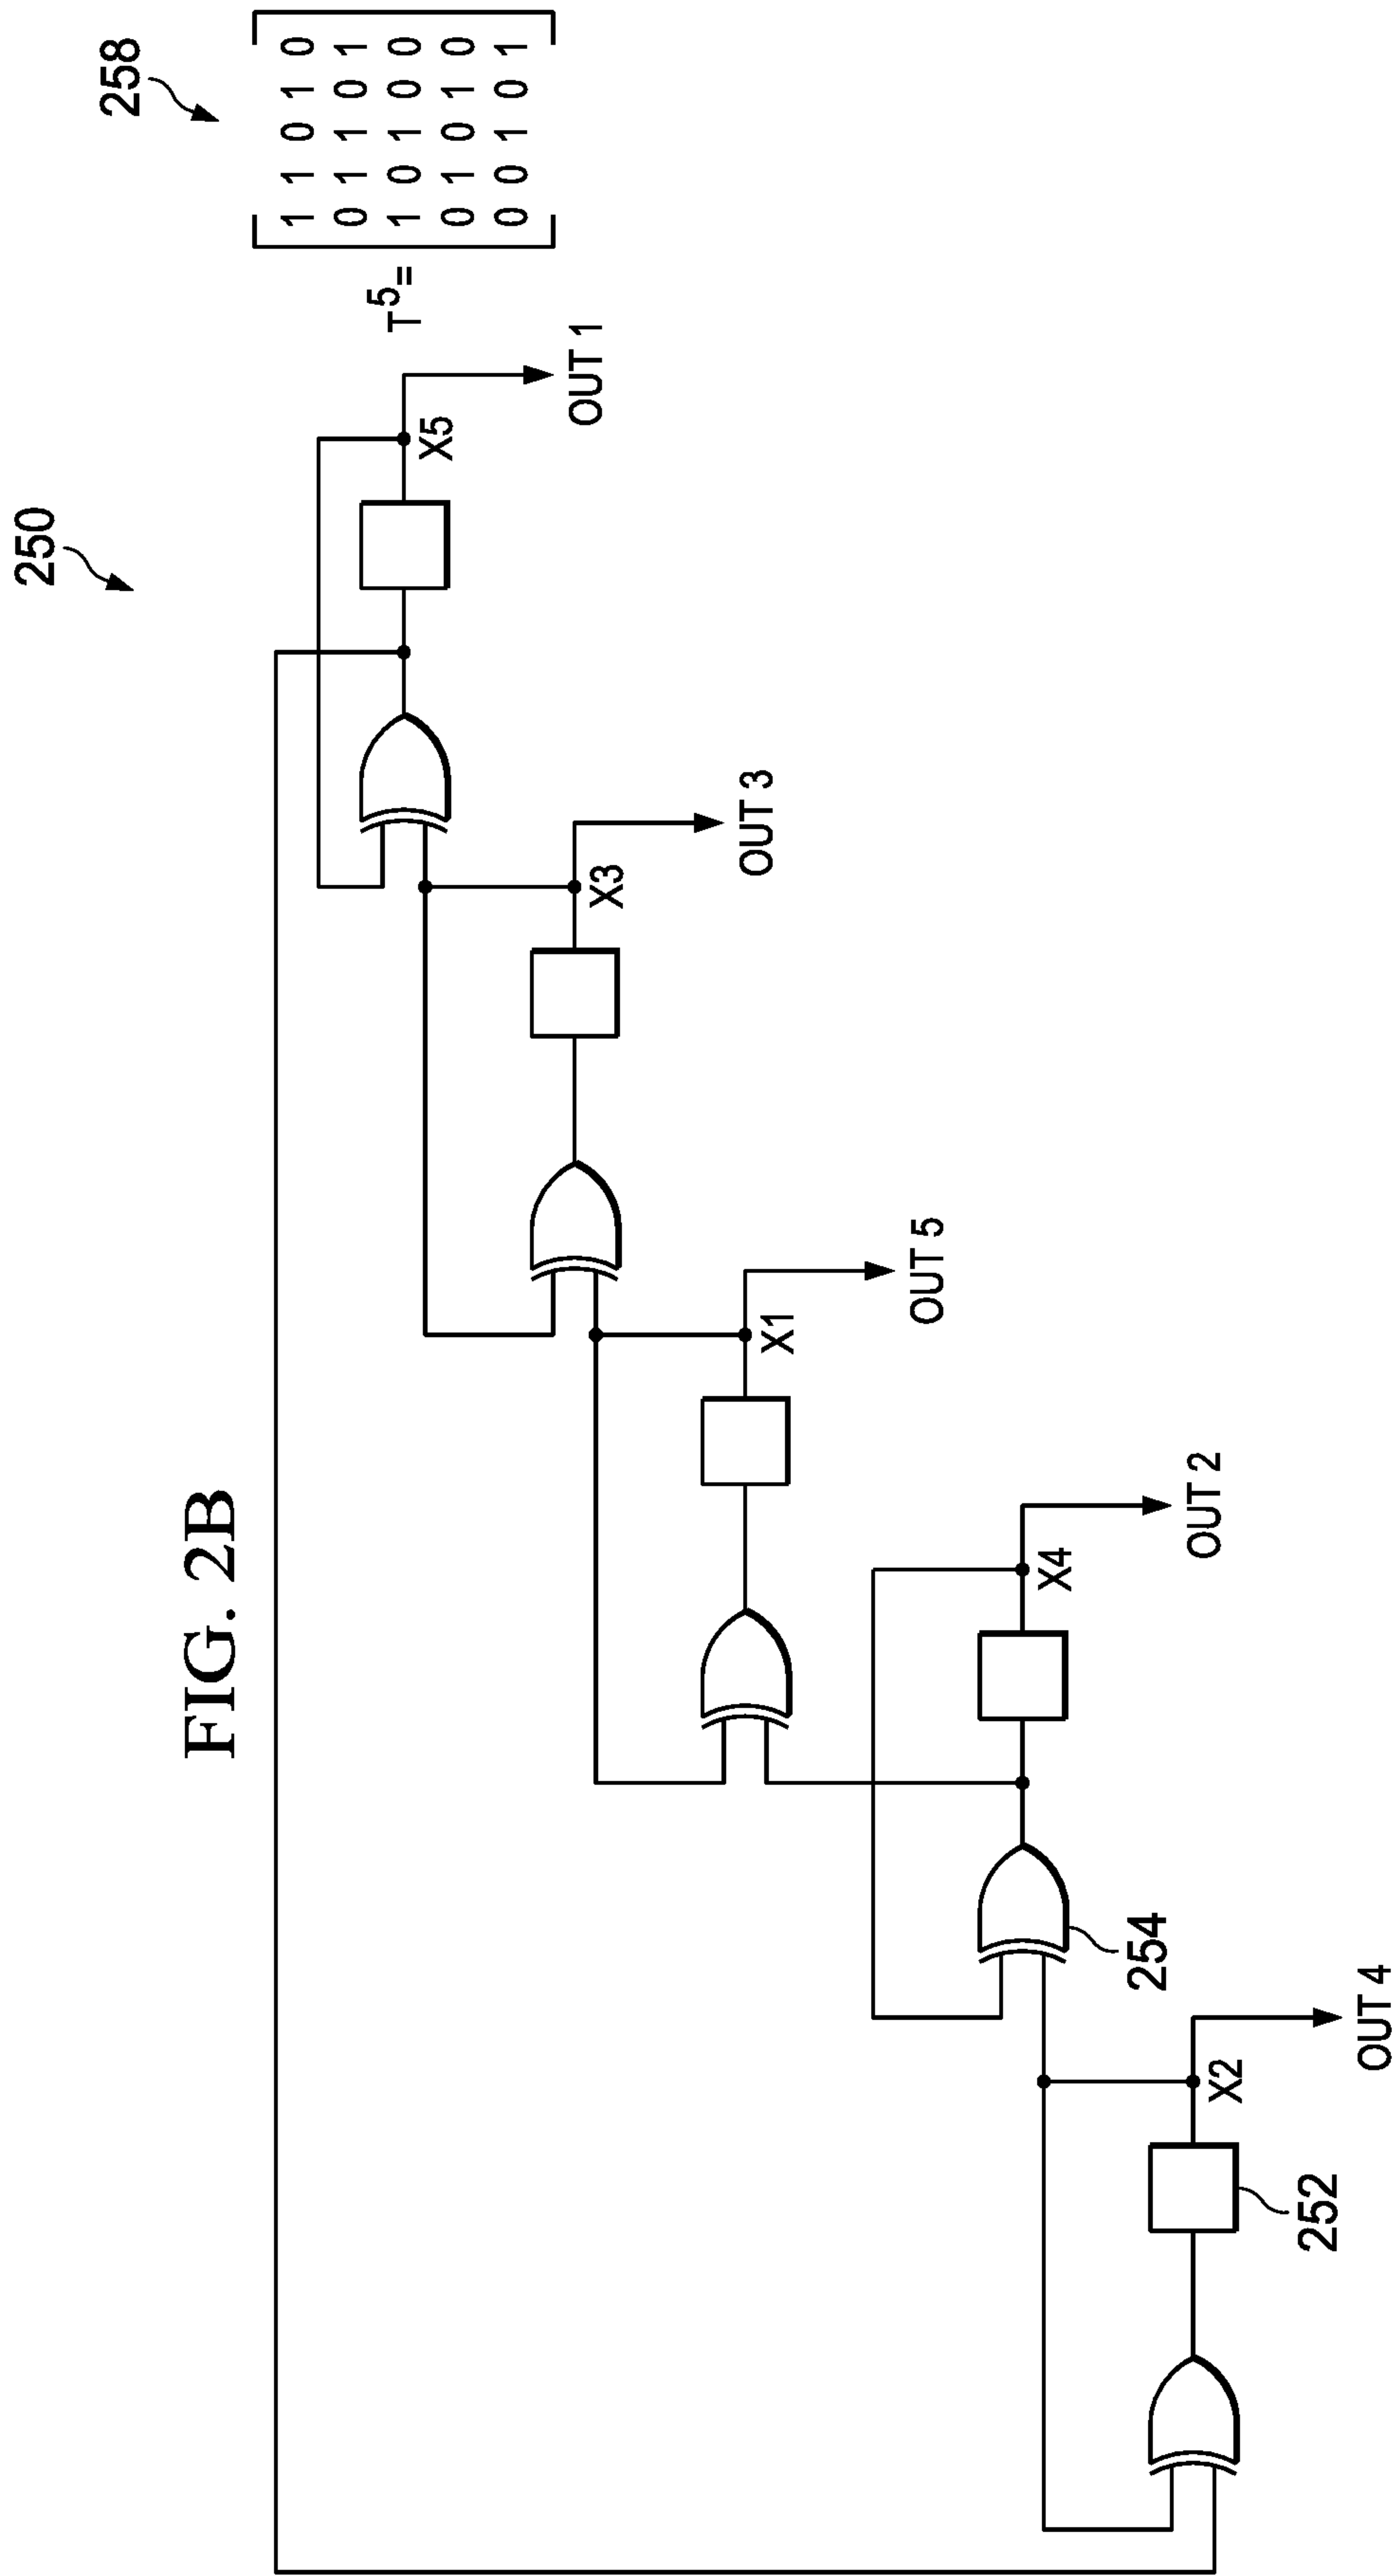 250
258
FIG. 2B
T⁵=
1 1 0 1 0
0 1 1 0 1
1 0 1 0 0
0 1 0 1 0
0 0 1 0 1
X5
OUT 1
X3
OUT 3
X1
OUT 5
X4
OUT 2
254
X2
OUT 4
252